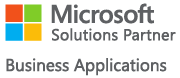 Microsoft
Solutions Partner
Business Applications